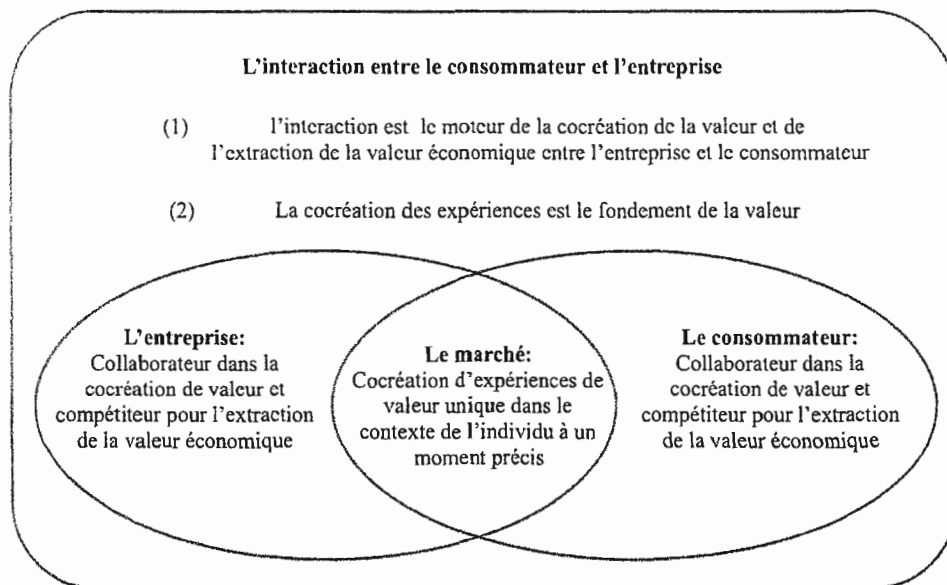 L'interaction entre le consommateur et l'entreprise
(1) l'interaction est le moteur de la cocréation de la valeur et de
l'extraction de la valeur économique entre l'entreprise et le consommateur
(2) La cocréation des expériences est le fondement de la valeur
L'entreprise:
Collaborateur dans la
cocréation de valeur et
compétiteur pour l'extraction
de la valeur économique
Le marché:
Cocréation d'expériences de
valeur unique dans le
contexte de l'individu à un
moment précis
Le consommateur:
Collaborateur dans la
cocréation de valeur et
compétiteur pour l'extraction
de la valeur économique